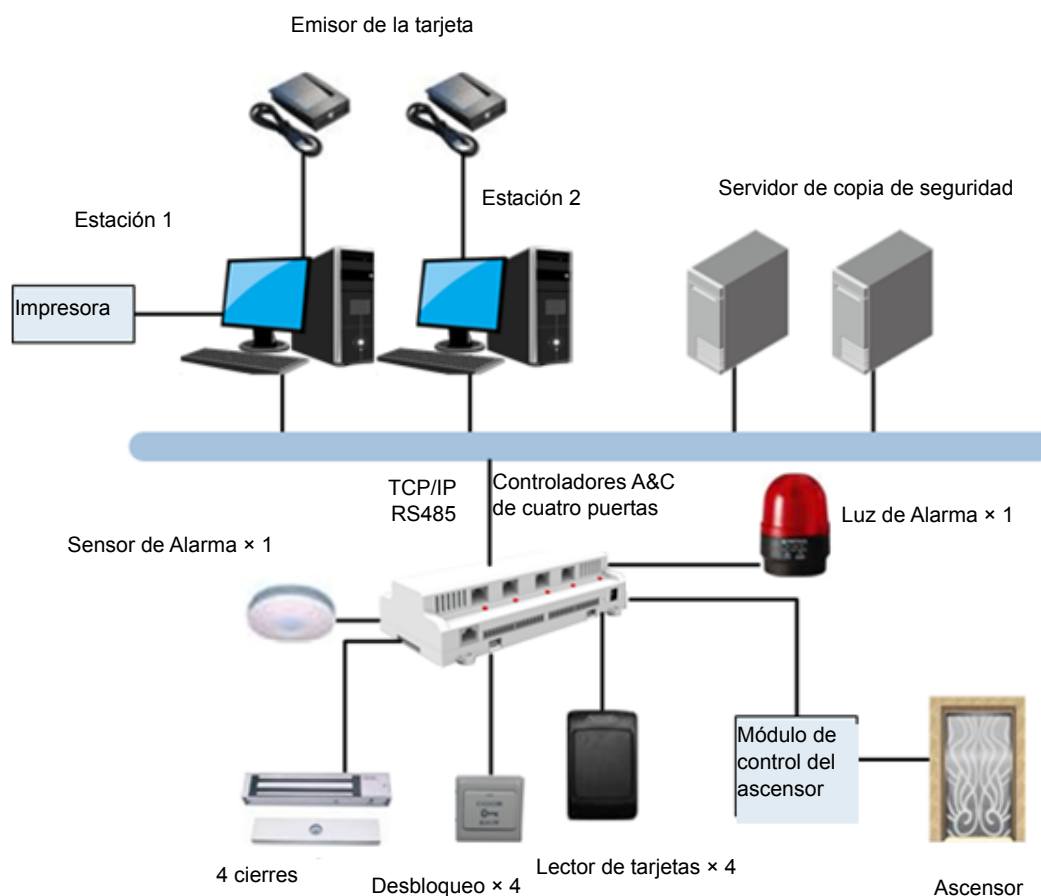 Emisor de la tarjeta
Estación 1
Estación 2
Servidor de copia de seguridad
Impresora
TCP/IP
RS485
Controladores A&C
de cuatro puertas
Luz de Alarma × 1
Sensor de Alarma × 1
Módulo de
control del
ascensor
4 cierres
Desbloqueo × 4
Lector de tarjetas × 4
Ascensor